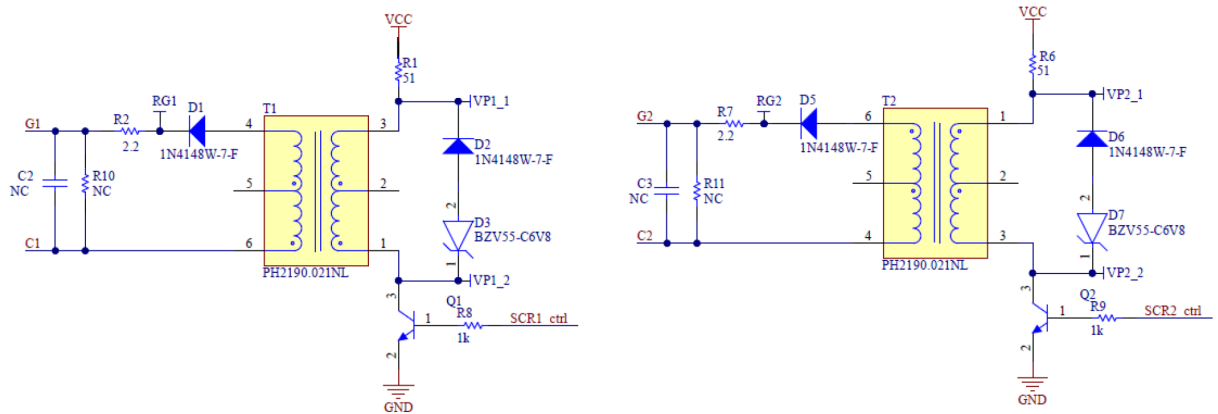 VCC
R1
51
VP1_1
RG1
D1
T1
G1
R2
4
3
2.2
1N4148W-7-F
D2
1N4148W-7-F
C2
NC
R10
NC
5
2
2
D3
BZV55-C6V8
C1
6
1
1
PH2190.021NL
VP1_2
3
Q1
R8
SCR1_ctrl
1
1k
2
GND
VCC
R6
51
VP2_1
RG2
D5
T2
G2
R7
6
1
2.2
1N4148W-7-F
D6
1N4148W-7-F
C3
NC
R11
NC
5
2
2
D7
BZV55-C6V8
C2
4
3
1
PH2190.021NL
VP2_2
3
Q2
R9
SCR2_ctrl
1
1k
2
GND